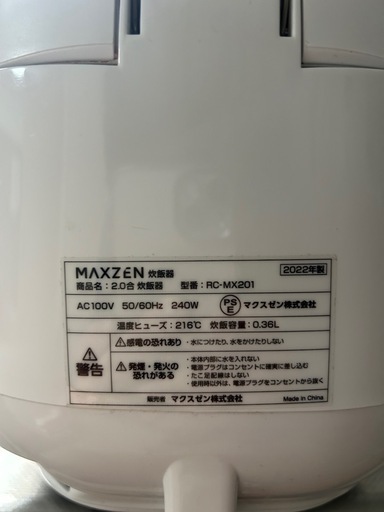 MAXZEN 炊飯器 2022年製
商品名：2.0合 炊飯器 型番：RC-MX201
AC100V 50/60Hz 240W PSE マクスゼン株式会社
温度ヒューズ：216℃ 炊飯容量：0.36L
警告
感電の恐れあり ・水につけたり、水をかけたりしない
発煙・発火の恐れがある
・本体内部に水を入れない
・電源プラグはコンセントに確実に差し込む
・たこ足配線はしない
・使用時以外は、電源プラグをコンセントから抜く
販売者 マクスゼン株式会社 Made in China